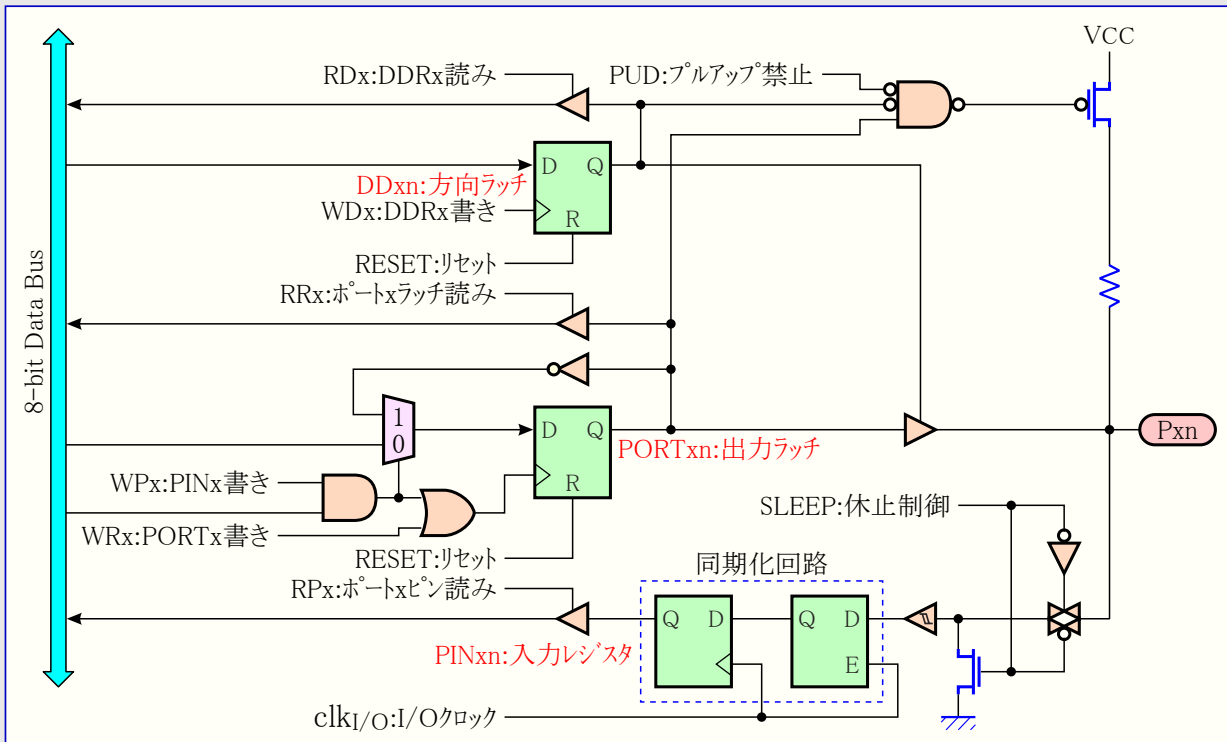 VCC
RDx:DDRx読み
PUD:プルアップ禁止
D Q
DDxn:方向ラッチ
WDx:DDRx書き
R
RESET:リセット
RRx:ポートxラッチ読み
8-bit Data Bus
1
0
D Q
PORTxn:出力ラッチ
Pxn
WPx:PINx書き
R
WRx:PORTx書き
SLEEP:休止制御
RESET:リセット
同期化回路
RPx:ポートxピン読み
Q D
Q D
PINxn:入力レジスタ
E
clkI/O:I/Oクロック